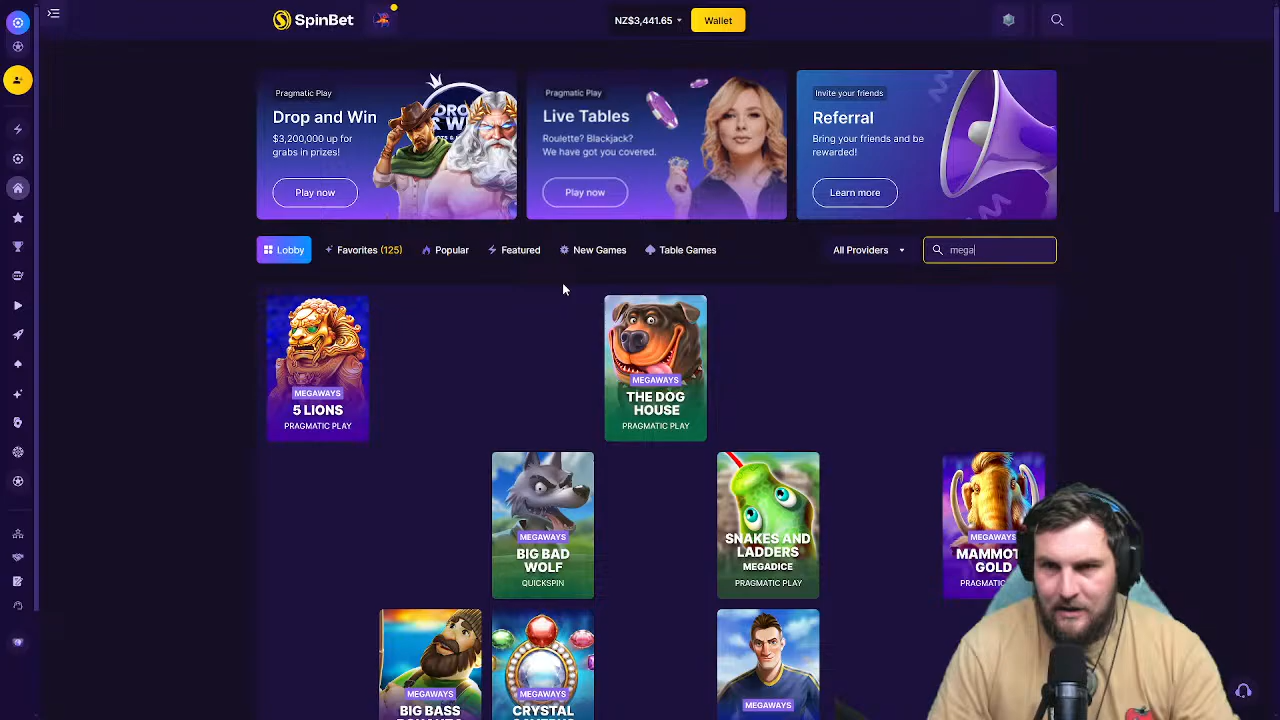 SpinBet
NZ$3,441.65
Wallet
Pragmatic Play
Drop and Win
$3,200,000 up for
grabs in prizes!
Play now
Pragmatic Play
Live Tables
Roulette? Blackjack?
We have got you covered.
Play now
Invite your friends
Referral
Bring your friends and be
rewarded!
Learn more
Lobby
Favorites (125)
Popular
Featured
New Games
Table Games
All Providers
mega
MEGAWAYS
5 LIONS
PRAGMATIC PLAY
MEGAWAYS
THE DOG
HOUSE
PRAGMATIC PLAY
MEGAWAYS
BIG BAD
WOLF
QUICKSPIN
SNAKES AND
LADDERS
MEGADICE
PRAGMATIC PLAY
MEGAWAYS
MAMMOT
GOLD
PRAGMATIC
MEGAWAYS
BIG BASS
MEGAWAYS
CRYSTAL
MEGAWAYS